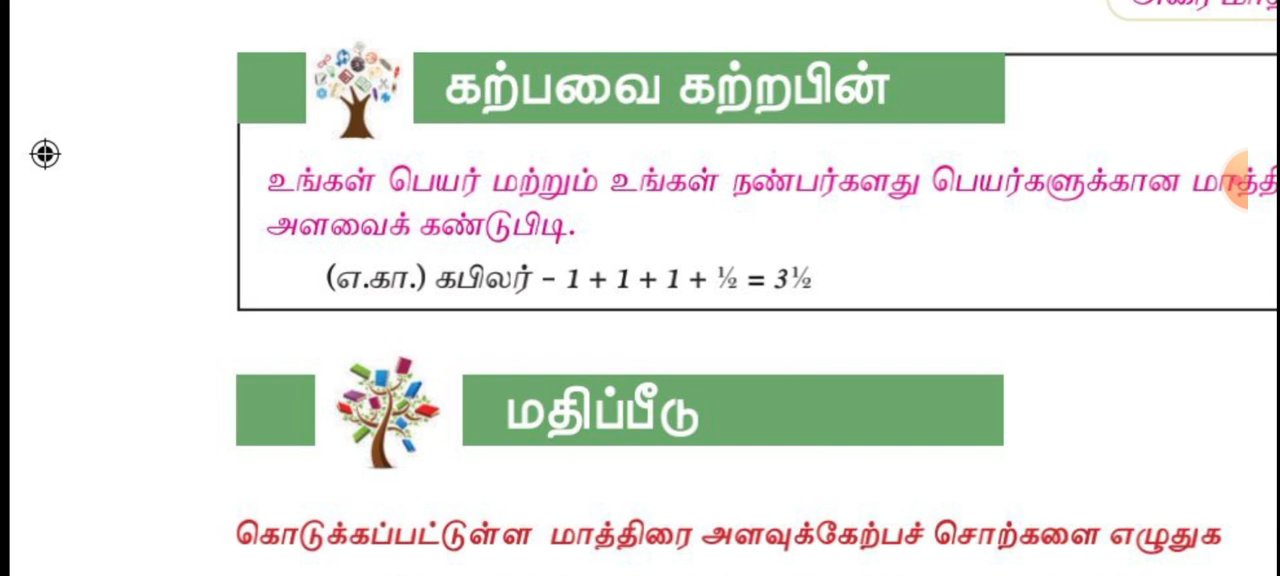 கற்பவை கற்றபின்
உங்கள் பெயர் மற்றும் உங்கள் நண்பர்களது பெயர்களுக்கான
அளவைக் கண்டுபிடி.
(எ.கா.) கபிலர் – 1 + 1 + 1 + ½ = 3½
மதிப்பீடு
கொடுக்கப்பட்டுள்ள மாத்திரை அளவுக்கேற்பச் சொற்களை எழுதுக